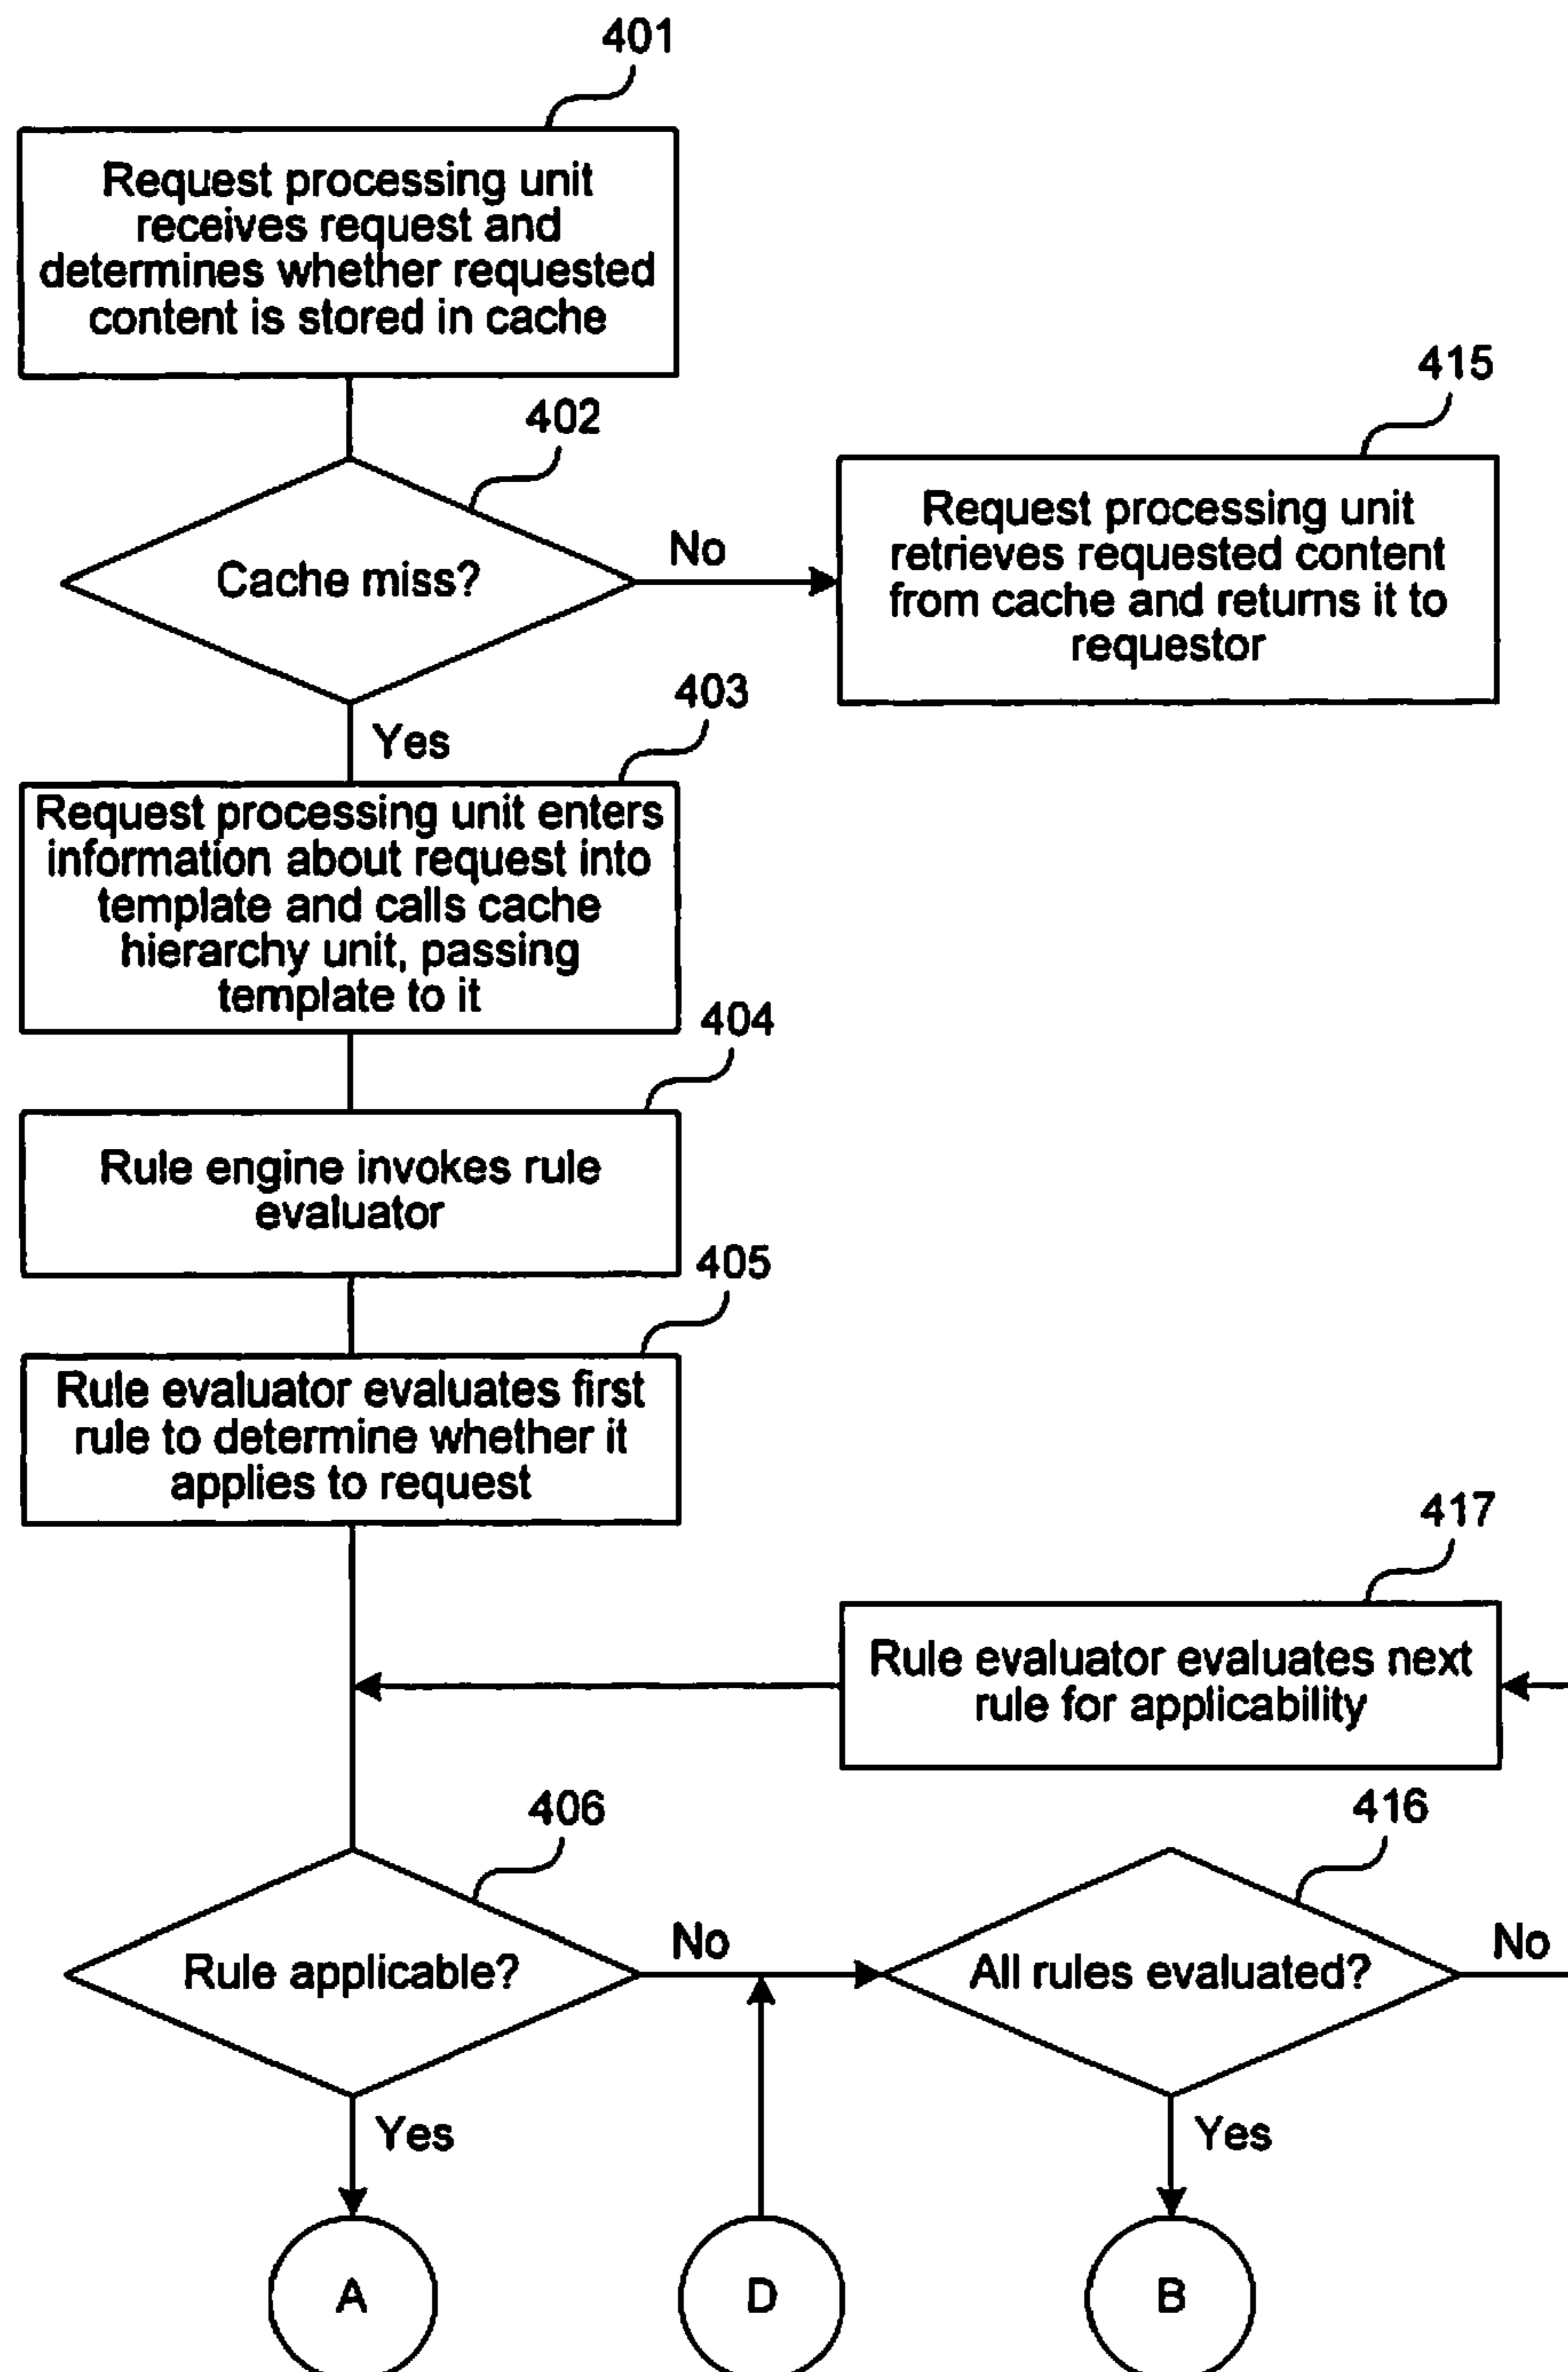 401
Request processing unit
receives request and
determines whether requested
content is stored in cache
402
Cache miss?
No
415
Request processing unit
retrieves requested content
from cache and returns it to
requestor
Yes
403
Request processing unit enters
information about request into
template and calls cache
hierarchy unit, passing
template to it
404
Rule engine invokes rule
evaluator
405
Rule evaluator evaluates first
rule to determine whether it
applies to request
417
Rule evaluator evaluates next
rule for applicability
406
Rule applicable?
No
416
All rules evaluated?
No
Yes
Yes
A
D
B